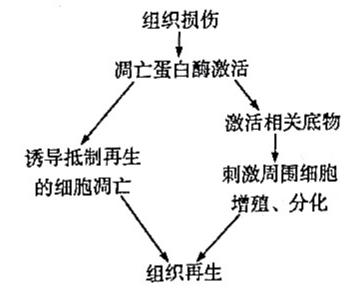 组织损伤
凋亡蛋白酶激活
诱导抵制再生
的细胞凋亡
激活相关底物
刺激周围细胞
增殖、分化
组织再生